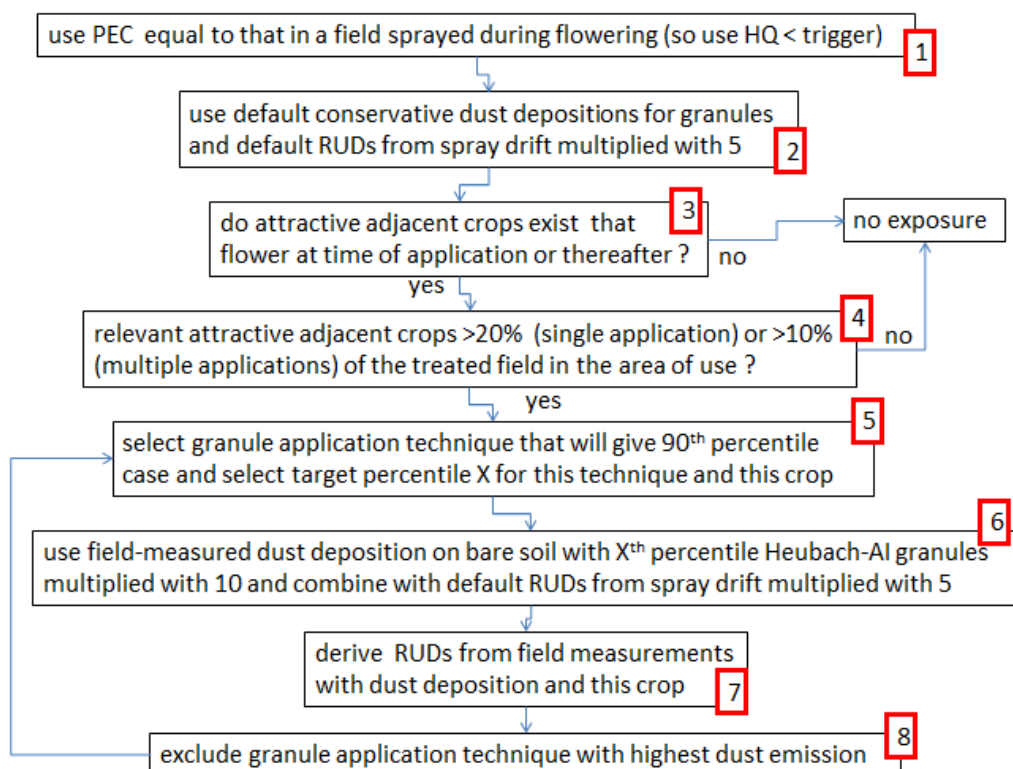 use PEC equal to that in a field sprayed during flowering (so use HQ < trigger)
1
use default conservative dust depositions for granules
and default RUDs from spray drift multiplied with 5
2
do attractive adjacent crops exist that
flower at time of application or thereafter ?
3
no exposure
no
yes
relevant attractive adjacent crops >20% (single application) or >10%
(multiple applications) of the treated field in the area of use ?
4
no
yes
select granule application technique that will give 90th percentile
case and select target percentile X for this technique and this crop
5
use field-measured dust deposition on bare soil with Xth percentile Heubach-AI granules
multiplied with 10 and combine with default RUDs from spray drift multiplied with 5
6
derive RUDs from field measurements
with dust deposition and this crop
7
exclude granule application technique with highest dust emission
8